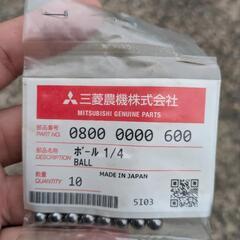 三菱農機株式会社
MITSUBISHI GENUINE PARTS
部品番号 PART NO. 0800 0000 600
部品名称 DESCRIPTION ボール 1/4
BALL
数量 QUANTITY 10 MADE IN JAPAN
5I03